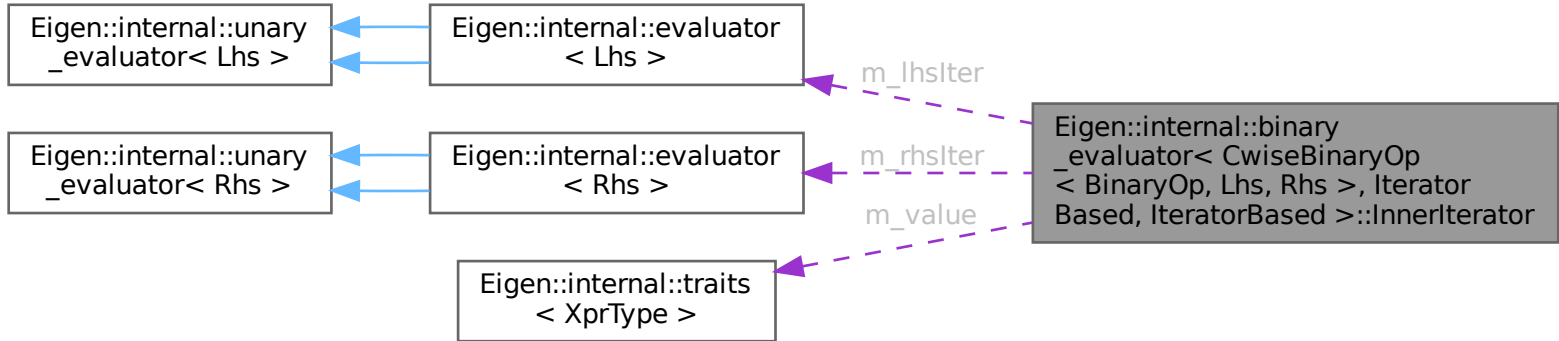 Eigen::internal::unary
_evaluator< Lhs >
Eigen::internal::evaluator
< Lhs >
m_lhsIter
Eigen::internal::unary
_evaluator< Rhs >
Eigen::internal::evaluator
< Rhs >
m_rhsIter
Eigen::internal::binary
_evaluator< CwiseBinaryOp
< BinaryOp, Lhs, Rhs >, Iterator
Based, IteratorBased >::InnerIterator
m_value
Eigen::internal::traits
< XprType >